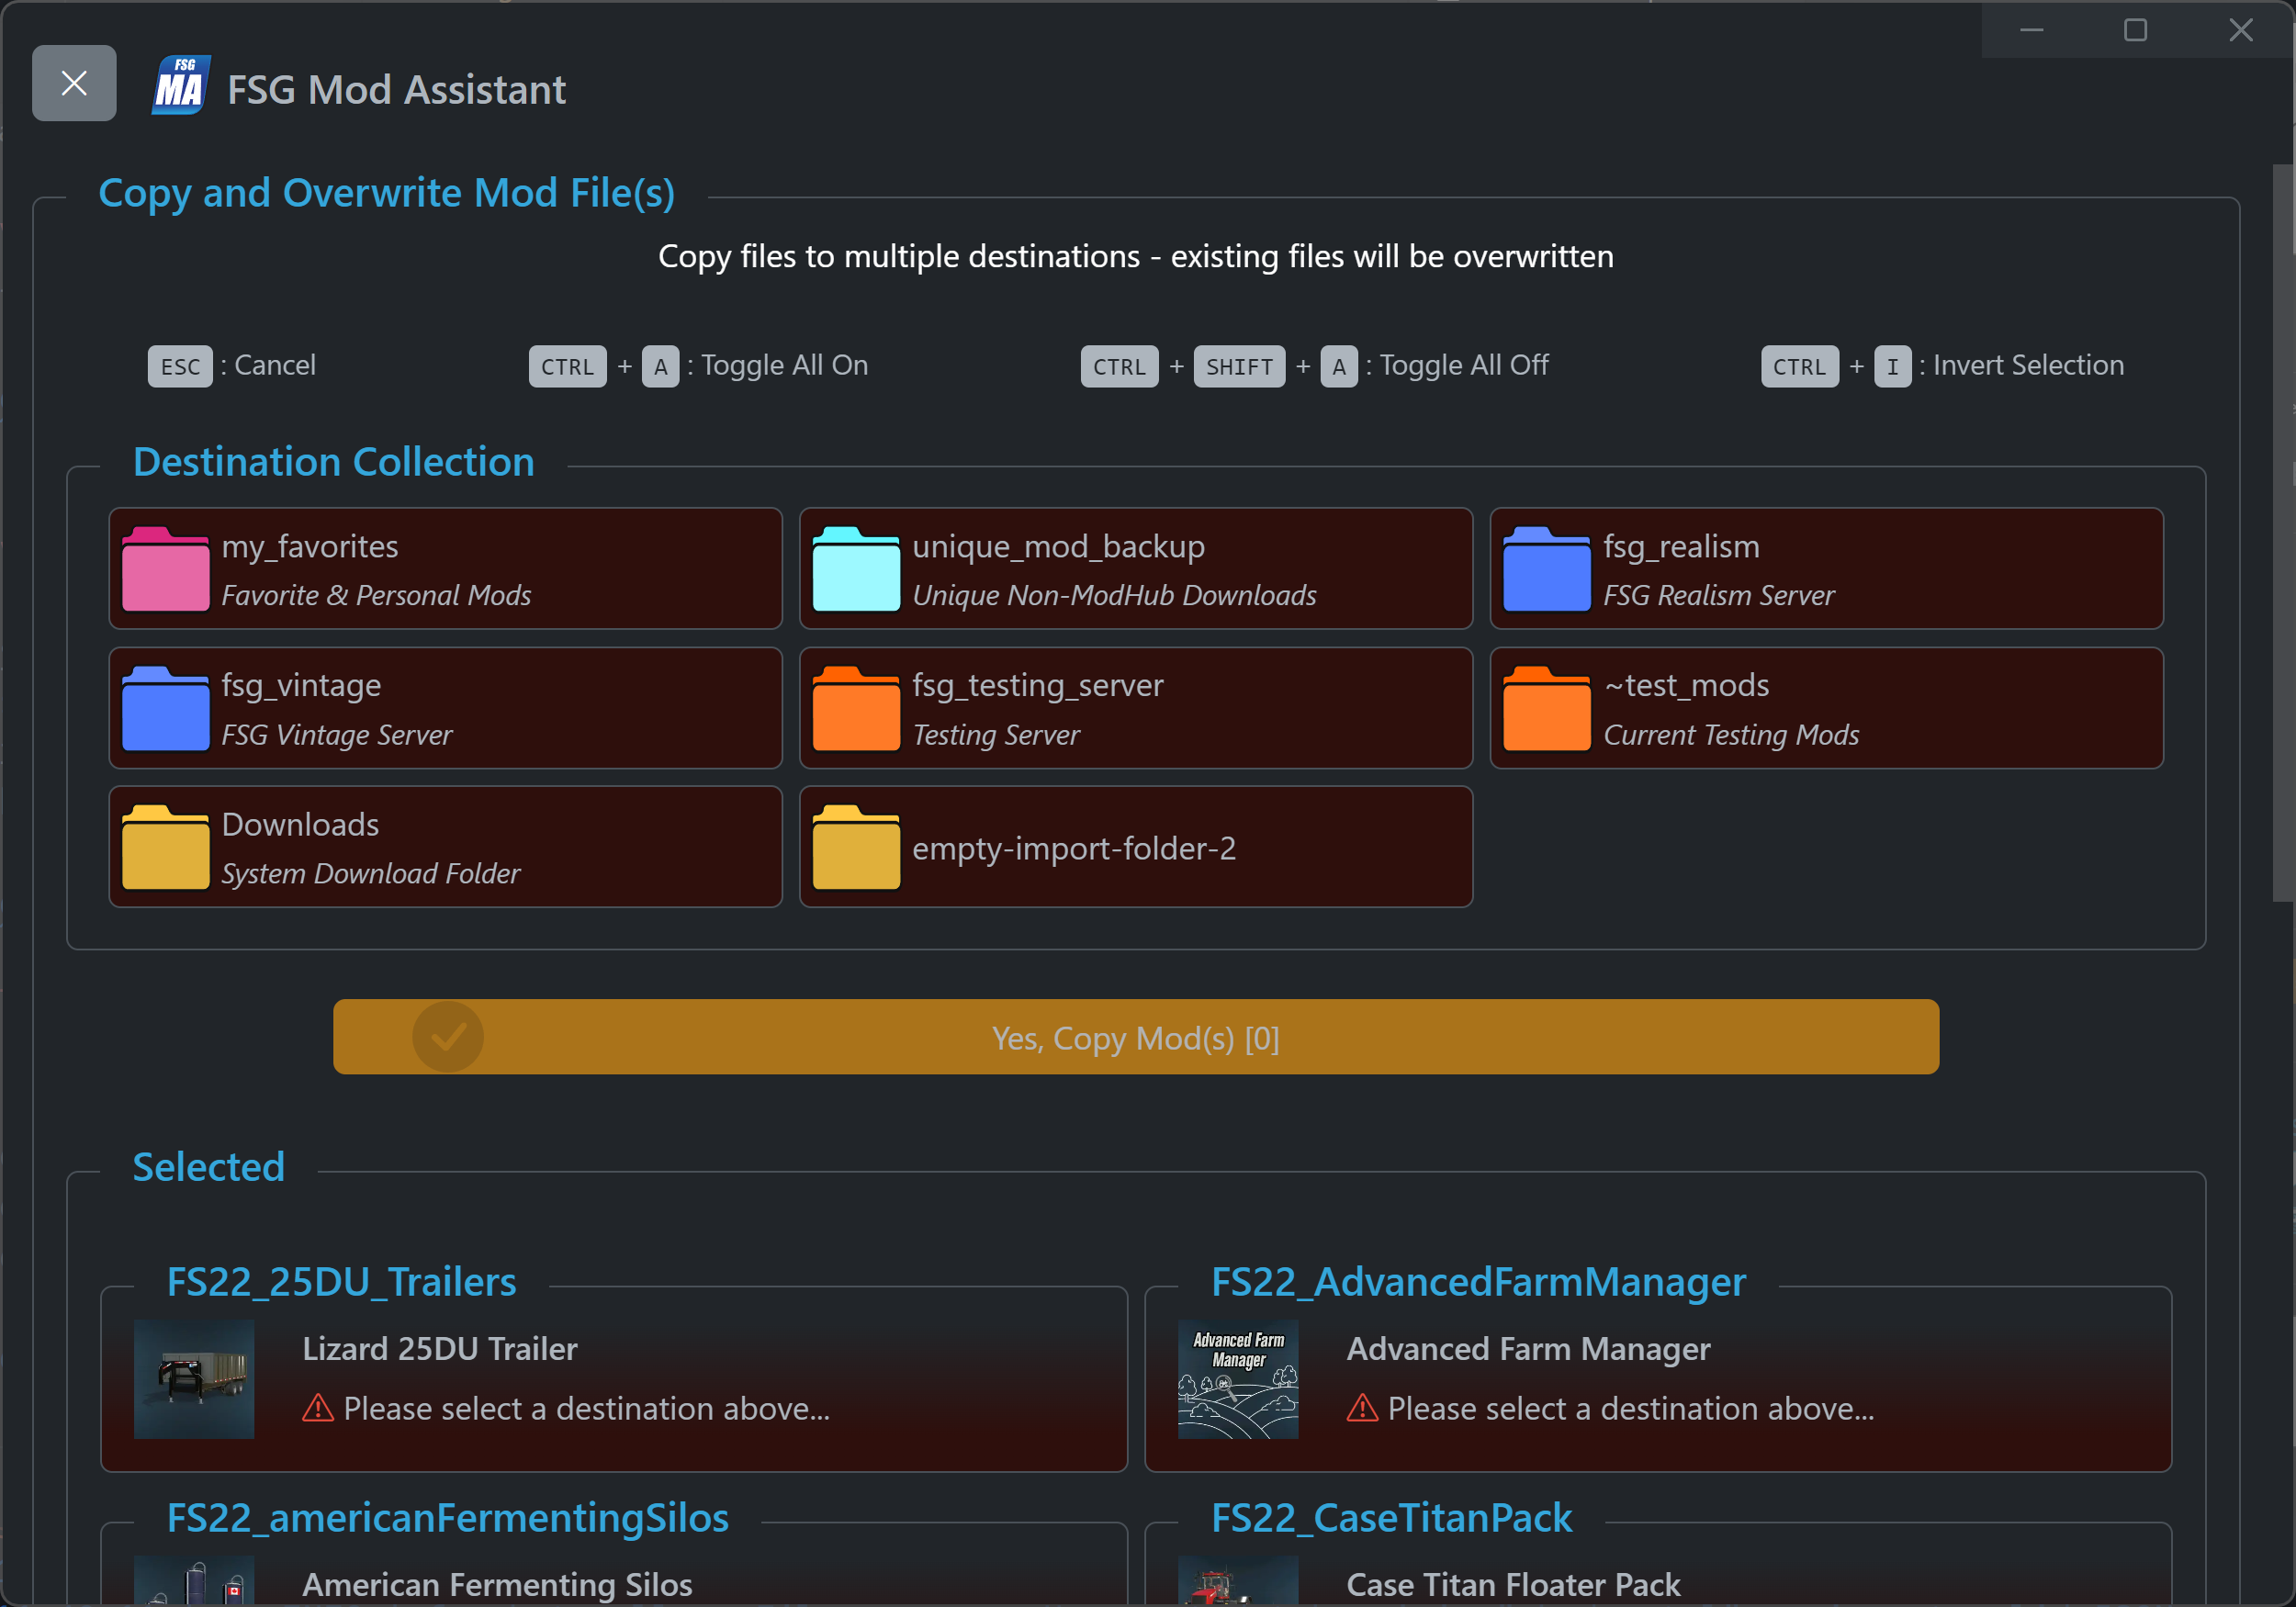 FSG
MA
FSG Mod Assistant
Copy and Overwrite Mod File(s)
Copy files to multiple destinations - existing files will be overwritten
ESC : Cancel
CTRL + A : Toggle All On
CTRL + SHIFT + A : Toggle All Off
CTRL + I : Invert Selection
Destination Collection
my_favorites
Favorite & Personal Mods
unique_mod_backup
Unique Non-ModHub Downloads
fsg_realism
FSG Realism Server
fsg_vintage
FSG Vintage Server
fsg_testing_server
Testing Server
~test_mods
Current Testing Mods
Downloads
System Download Folder
empty-import-folder-2
Yes, Copy Mod(s) [0]
Selected
FS22_25DU_Trailers
Lizard 25DU Trailer
Please select a destination above...
FS22_AdvancedFarmManager
Advanced Farm
Manager
Advanced Farm Manager
Please select a destination above...
FS22_americanFermentingSilos
American Fermenting Silos
FS22_CaseTitanPack
Case Titan Floater Pack